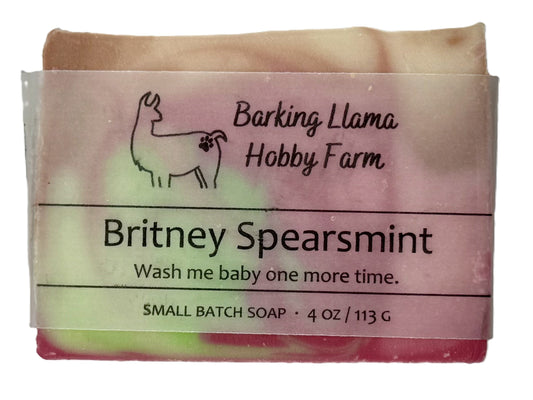 Barking Llama
Hobby Farm
Britney Spearsmint
Wash me baby one more time.
SMALL BATCH SOAP · 4 OZ / 113 G